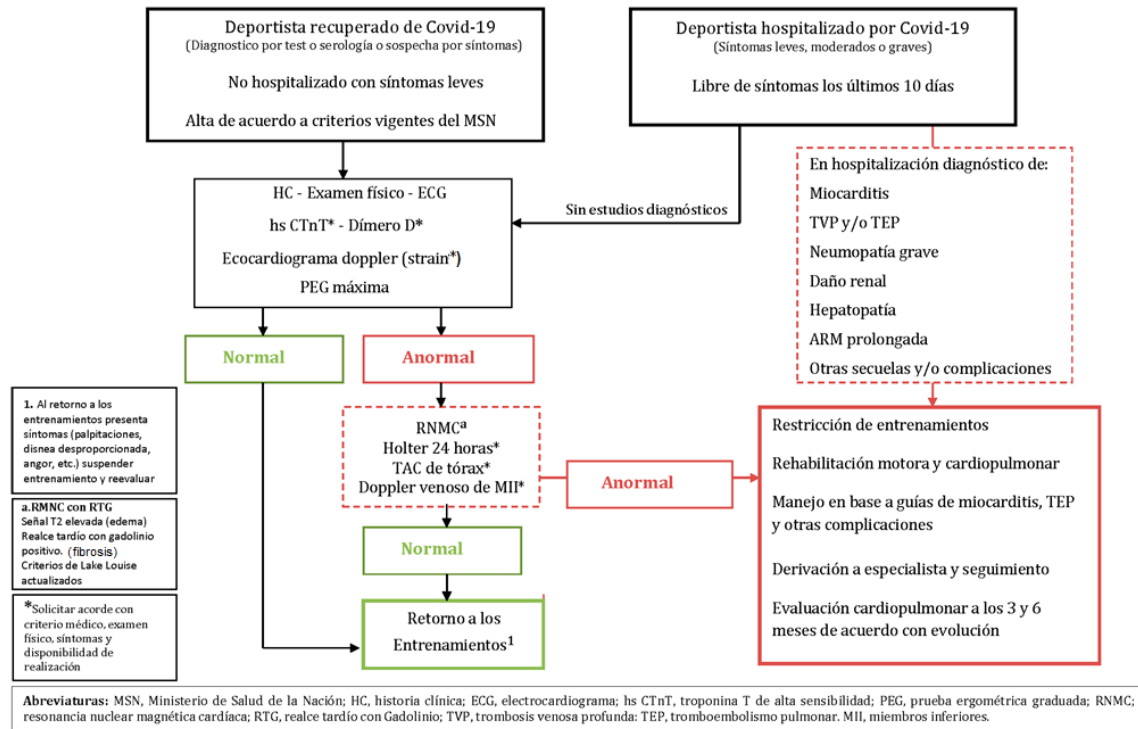 Deportista recuperado de Covid-19
(Diagnostico por test o serología o sospecha por síntomas)
No hospitalizado con síntomas leves
Alta de acuerdo a criterios vigentes del MSN
Deportista hospitalizado por Covid-19
(Síntomas leves, moderados o graves)
Libre de síntomas los últimos 10 días
En hospitalización diagnóstico de:
Miocarditis
TVP y/o TEP
Neumopatía grave
Daño renal
Hepatopatía
ARM prolongada
Otras secuelas y/o complicaciones
Sin estudios diagnósticos
HC - Examen físico - ECG
hs CTnT* - Dímero D*
Ecocardiograma doppler (strain*)
PEG máxima
Normal
Anormal
RNMCa
Holter 24 horas*
TAC de tórax*
Doppler venoso de MII*
Anormal
Normal
Retorno a los
Entrenamientos1
Restricción de entrenamientos
Rehabilitación motora y cardiopulmonar
Manejo en base a guías de miocarditis, TEP
y otras complicaciones
Derivación a especialista y seguimiento
Evaluación cardiopulmonar a los 3 y 6
meses de acuerdo con evolución
1. Al retorno a los
entrenamientos presenta
síntomas (palpitaciones,
disnea desproporcionada,
angor, etc.) suspender
entrenamiento y reevaluar
a.RMNC con RTG
Señal T2 elevada (edema)
Realce tardío con gadolinio
positivo. (fibrosis)
Criterios de Lake Louise
actualizados
*Solicitar acorde con
criterio médico, examen
físico, síntomas y
disponibilidad de
realización
Abreviaturas: MSN, Ministerio de Salud de la Nación; HC, historia clínica; ECG, electrocardiograma; hs CTnT, troponina T de alta sensibilidad; PEG, prueba ergométrica graduada; RNMC;
resonancia nuclear magnética cardíaca; RTG, realce tardío con Gadolinio; TVP, trombosis venosa profunda: TEP, tromboembolismo pulmonar. MII, miembros inferiores.